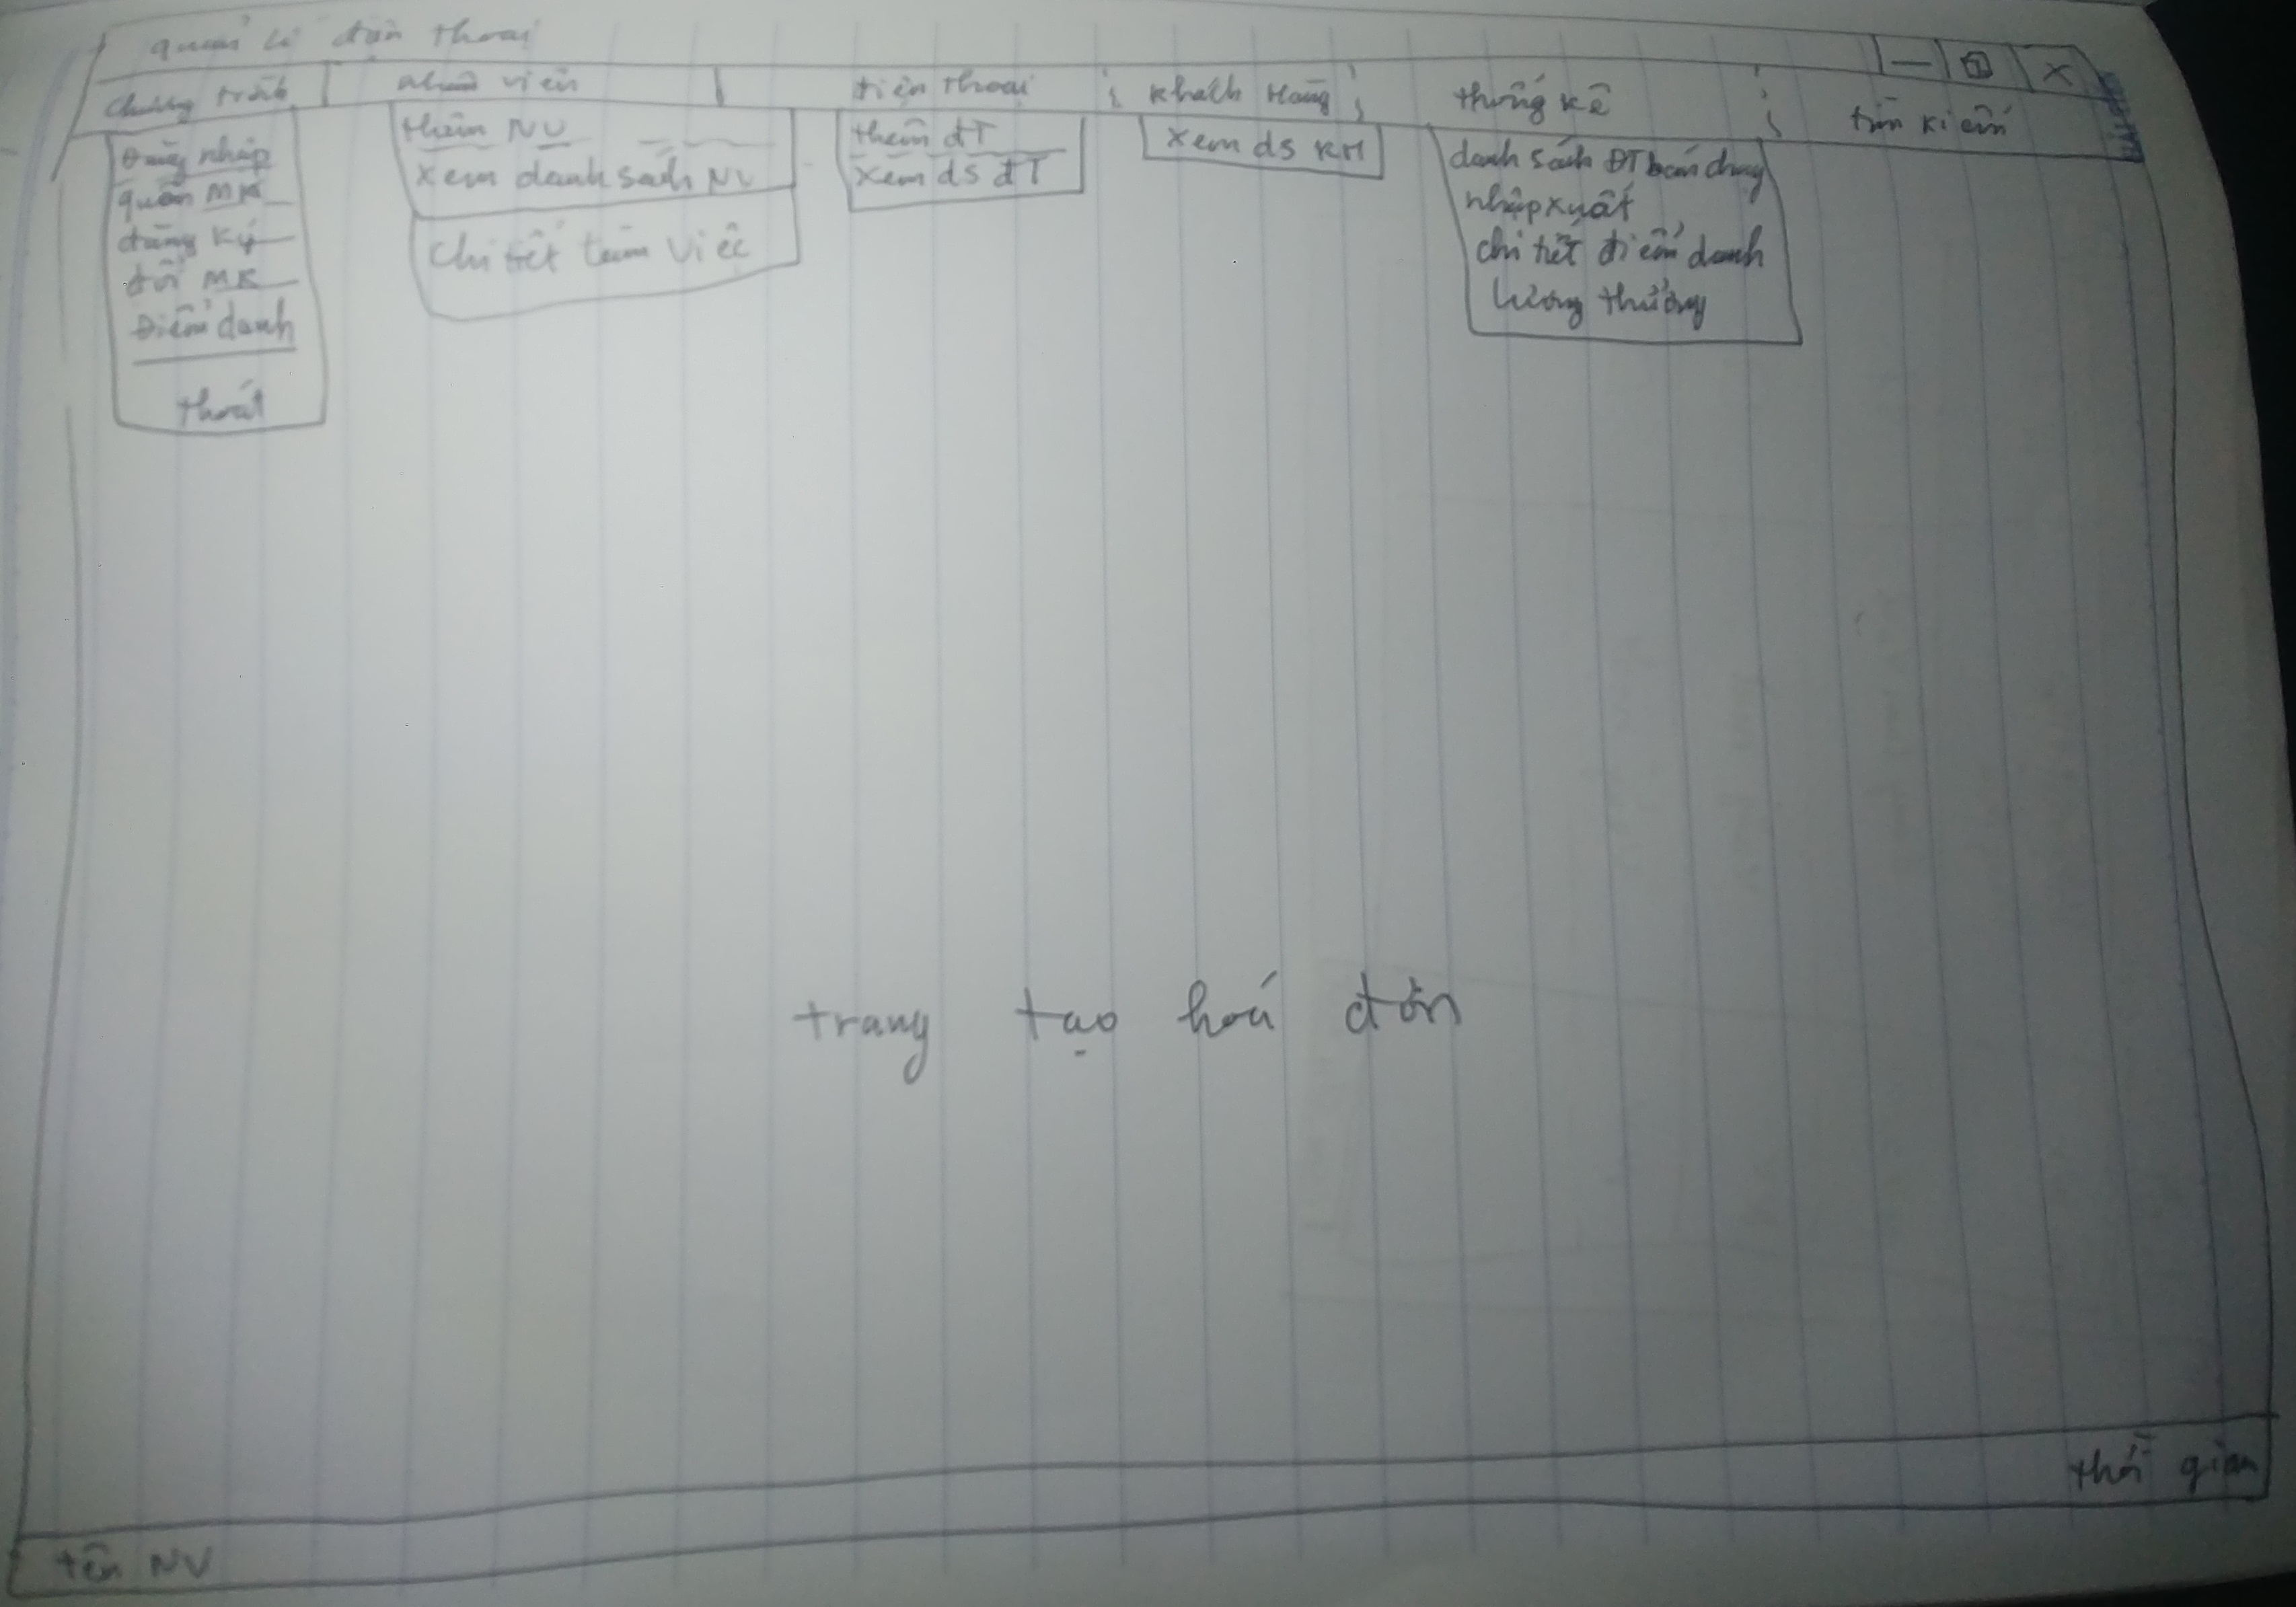 quản lí điện thoại
chương trình nhân viên điện thoại khách Hàng thống kê tìm kiếm
Đăng nhập
quên MK
đăng ký
đổi MK
Điểm danh
thoát
thêm NV
xem danh sách NV
chi tiết làm việc
thêm đT
xem ds đT
xem ds KH
danh sách ĐT bán chạy
nhập xuất
chi tiết điểm danh
lương thưởng
trang tạo hoá đơn
thời gian
tên NV